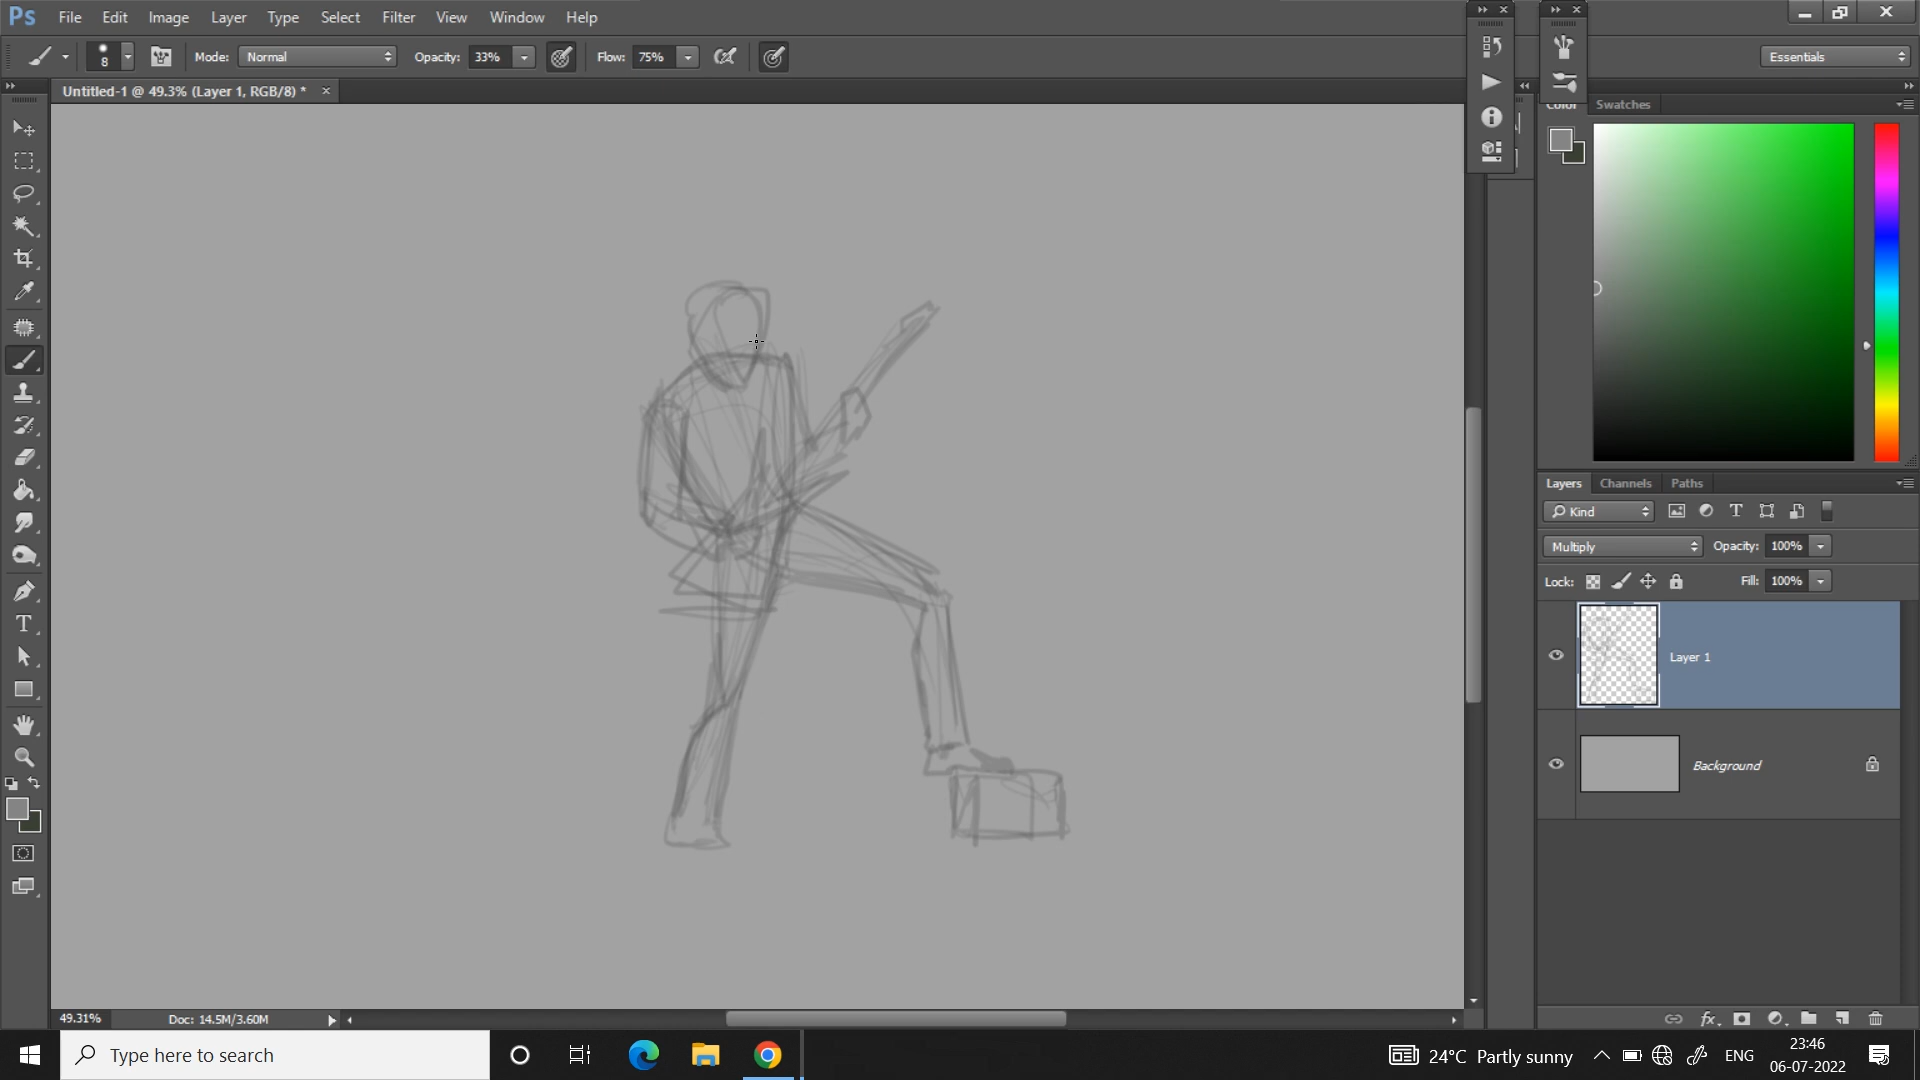 Ps File Edit Image Layer Type Select Filter View Window Help
8 Mode: Normal Opacity: 33% Flow: 75% Essentials
Untitled-1 @ 49.3% (Layer 1, RGB/8) *
Color Swatches
Layers Channels Paths
Kind
Multiply Opacity: 100%
Lock: Fill: 100%
Layer 1
Background
49.31% Doc: 14.5M/3.60M
Type here to search
24°C Partly sunny ENG
23:46
06-07-2022